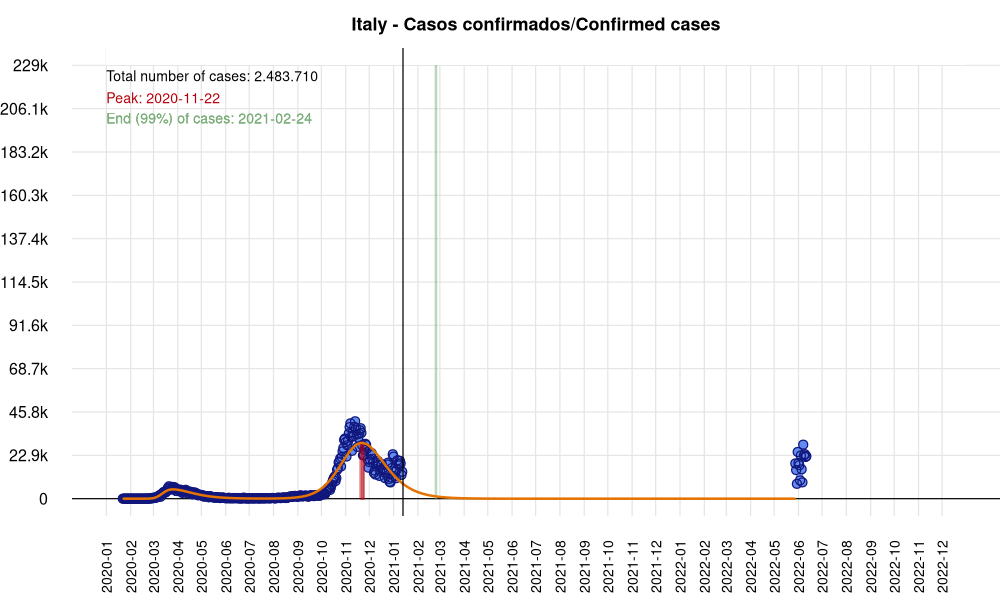 Italy - Casos confirmados/Confirmed cases
Total number of cases: 2.483.710
Peak: 2020-11-22
End (99%) of cases: 2021-02-24
229k
206.1k
183.2k
160.3k
137.4k
114.5k
91.6k
68.7k
45.8k
22.9k
0
2020-01
2020-02
2020-03
2020-04
2020-05
2020-06
2020-07
2020-08
2020-09
2020-10
2020-11
2020-12
2021-01
2021-02
2021-03
2021-04
2021-05
2021-06
2021-07
2021-08
2021-09
2021-10
2021-11
2021-12
2022-01
2022-02
2022-03
2022-04
2022-05
2022-06
2022-07
2022-08
2022-09
2022-10
2022-11
2022-12